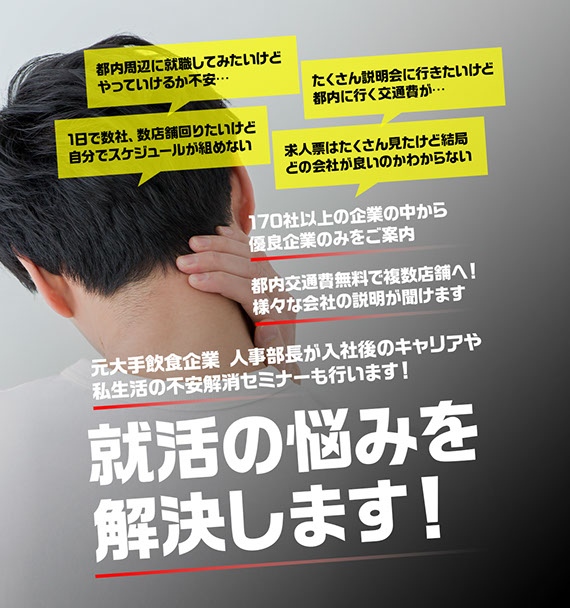 都内周辺に就職してみたいけど
やっていけるか不安…
たくさん説明会に行きたいけど
都内に行く交通費が…
1日で数社、数店舗回りたいけど
自分でスケジュールが組めない
求人票はたくさん見たけど結局
どの会社が良いのかわからない
170社以上の企業の中から
優良企業のみをご案内
都内交通費無料で複数店舗へ！
様々な会社の説明が聞けます
元大手飲食企業 人事部長が入社後のキャリアや
私生活の不安解消セミナーも行います！
就活の悩みを
解決します！